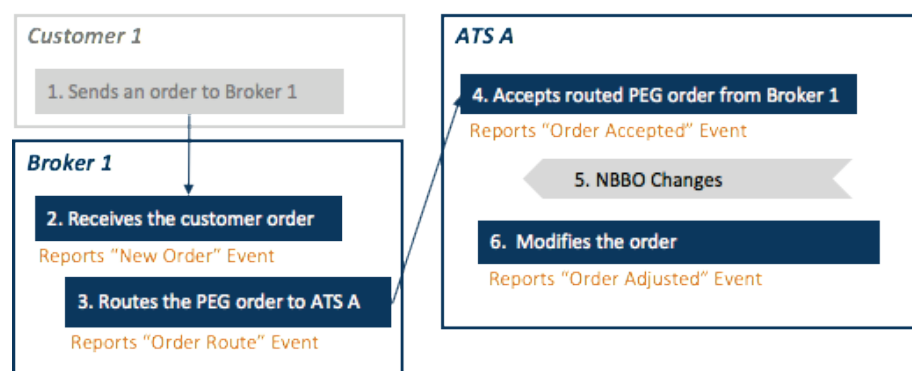 Customer 1
1. Sends an order to Broker 1
Broker 1
2. Receives the customer order
Reports “New Order” Event
3. Routes the PEG order to ATS A
Reports “Order Route” Event
ATS A
4. Accepts routed PEG order from Broker 1
Reports “Order Accepted” Event
5. NBBO Changes
6. Modifies the order
Reports “Order Adjusted” Event